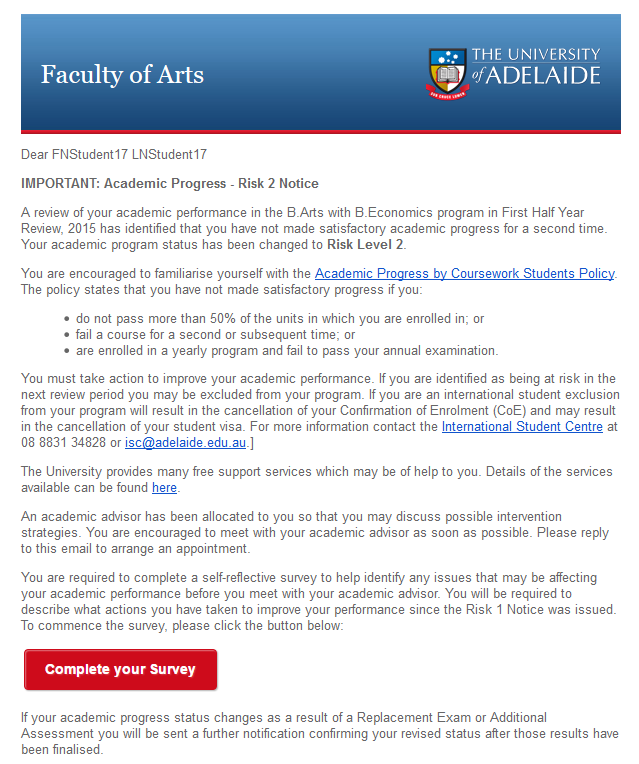 Faculty of Arts
THE UNIVERSITY
of ADELAIDE
Dear FNStudent17 LNStudent17
IMPORTANT: Academic Progress - Risk 2 Notice
A review of your academic performance in the B.Arts with B.Economics program in First Half Year
Review, 2015 has identified that you have not made satisfactory academic progress for a second time.
Your academic program status has been changed to Risk Level 2.
You are encouraged to familiarise yourself with the Academic Progress by Coursework Students Policy.
The policy states that you have not made satisfactory progress if you:
• do not pass more than 50% of the units in which you are enrolled in; or
• fail a course for a second or subsequent time; or
• are enrolled in a yearly program and fail to pass your annual examination.
You must take action to improve your academic performance. If you are identified as being at risk in the
next review period you may be excluded from your program. If you are an international student exclusion
from your program will result in the cancellation of your Confirmation of Enrolment (CoE) and may result
in the cancellation of your student visa. For more information contact the International Student Centre at
08 8831 34828 or isc@adelaide.edu.au.]
The University provides many free support services which may be of help to you. Details of the services
available can be found here.
An academic advisor has been allocated to you so that you may discuss possible intervention
strategies. You are encouraged to meet with your academic advisor as soon as possible. Please reply
to this email to arrange an appointment.
You are required to complete a self-reflective survey to help identify any issues that may be affecting
your academic performance before you meet with your academic advisor. You will be required to
describe what actions you have taken to improve your performance since the Risk 1 Notice was issued.
To commence the survey, please click the button below:
Complete your Survey
If your academic progress status changes as a result of a Replacement Exam or Additional
Assessment you will be sent a further notification confirming your revised status after those results have
been finalised.